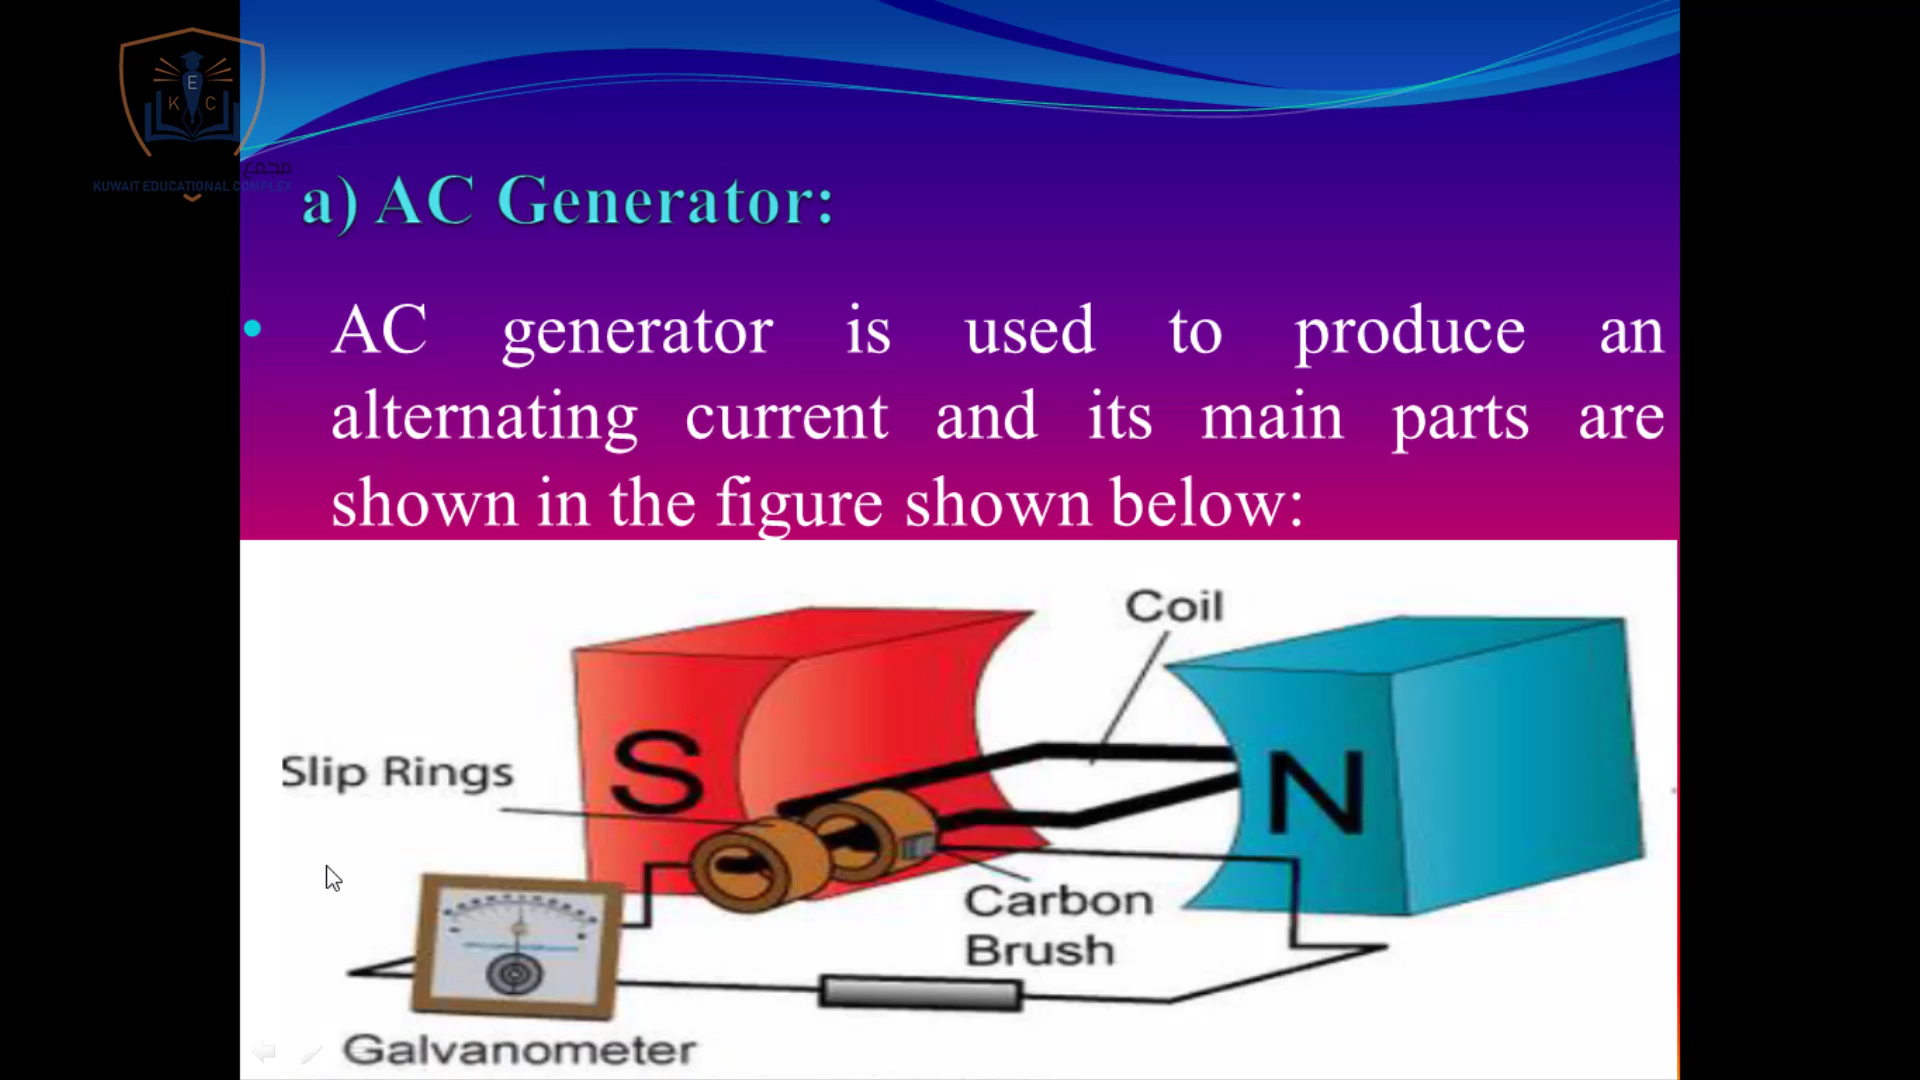 E
K C
مجمع
KUWAIT EDUCATIONAL COMPLEX
a) AC Generator:
• AC generator is used to produce an
alternating current and its main parts are
shown in the figure shown below:
Coil
S
N
Slip Rings
Carbon
Brush
Galvanometer